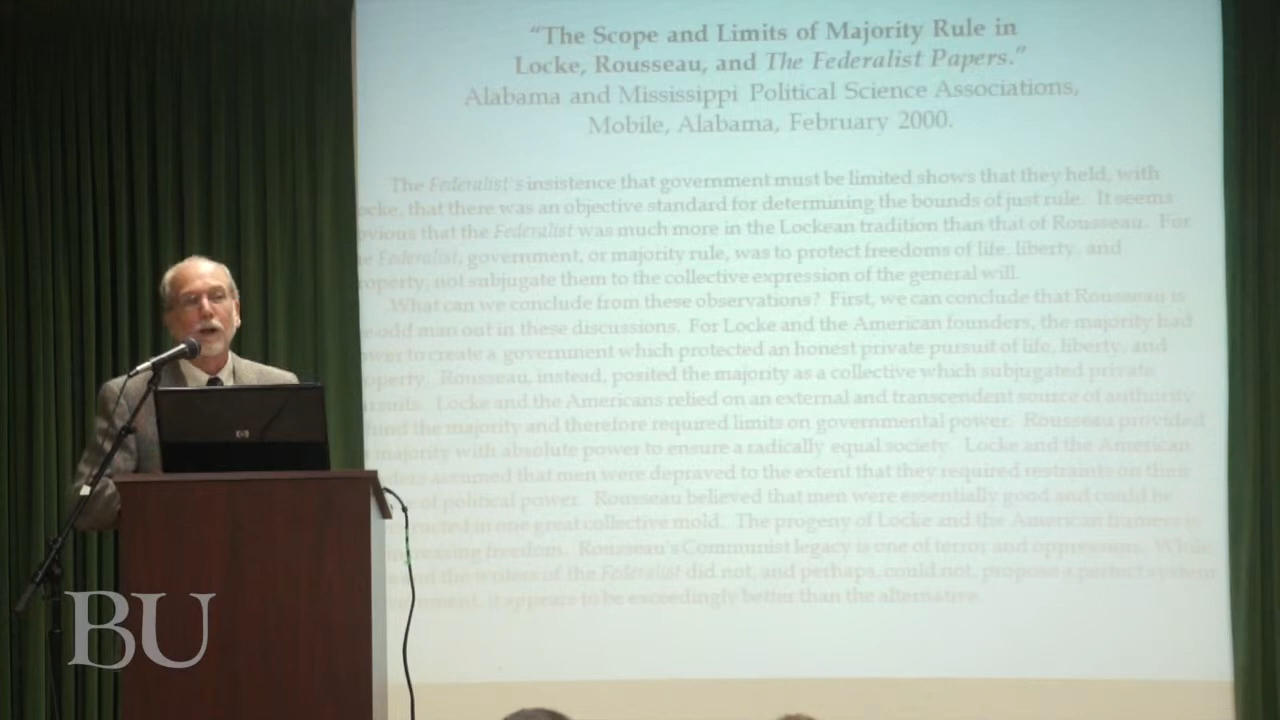 “The Scope and Limits of Majority Rule in
Locke, Rousseau, and The Federalist Papers.”
Alabama and Mississippi Political Science Associations,
Mobile, Alabama, February 2000.
The Federalist's insistence that government must be limited shows that they held, with
ocke, that there was an objective standard for determining the bounds of just rule. It seems
vious that the Federalist was much more in the Lockean tradition than that of Rousseau. For
e Federalist, government, or majority rule, was to protect freedoms of life, liberty, and
operty, not subjugate them to the collective expression of the general will.
What can we conclude from these observations? First, we can conclude that Rousseau is
e odd man out in these discussions. For Locke and the American founders, the majority had
wer to create a government which protected an honest private pursuit of life, liberty, and
operty. Rousseau, instead, posited the majority as a collective which subjugated private
Locke and the Americans relied on an external and transcendent source of authority
hind the majority and therefore required limits on governmental power. Rousseau provided
majority with absolute power to ensure a radically equal society. Locke and the American
ders assumed that men were depraved to the extent that they required restraints on their
of political power. Rousseau believed that men were essentially good and could be
in one great collective mold. The progeny of Locke and the American framers is
increasing freedom. Rousseau's Communist legacy is one of terror and oppression. While
and the writers of the Federalist did not, and perhaps, could not, propose a perfect system
ernment, it appears to be exceedingly better than the alternative.
hp
BU